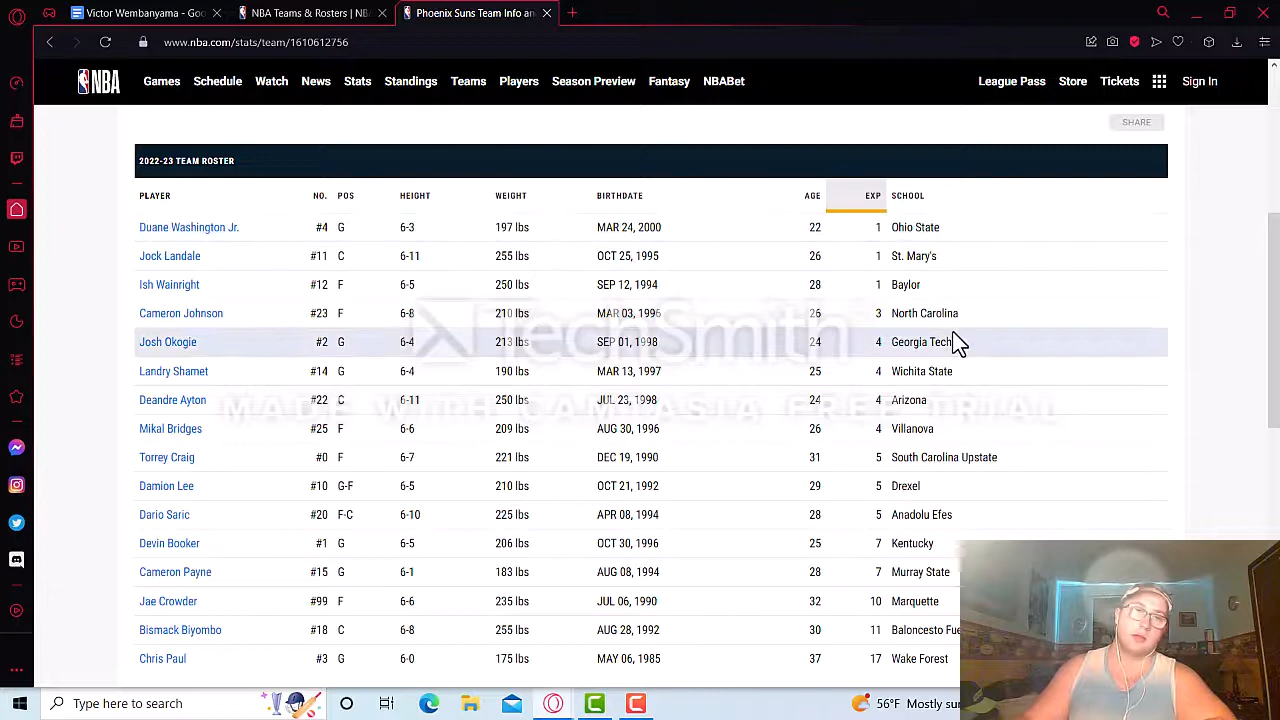 Victor Wembanyama - Goo
NBA Teams & Rosters | NB
Phoenix Suns Team Info an
www.nba.com/stats/team/1610612756
NBA Games Schedule Watch News Stats Standings Teams Players Season Preview Fantasy NBABet League Pass Store Tickets Sign In
SHARE
2022-23 TEAM ROSTER
PLAYER NO. POS HEIGHT WEIGHT BIRTHDATE AGE EXP SCHOOL
Duane Washington Jr. #4 G 6-3 197 lbs MAR 24, 2000 22 1 Ohio State
Jock Landale #11 C 6-11 255 lbs OCT 25, 1995 26 1 St. Mary's
Ish Wainright #12 F 6-5 250 lbs SEP 12, 1994 28 1 Baylor
Cameron Johnson #23 F 6-8 210 lbs MAR 03, 1996 26 3 North Carolina
TechSmith
Josh Okogie #2 G 6-4 213 lbs SEP 01, 1998 24 4 Georgia Tech
Landry Shamet #14 G 6-4 190 lbs MAR 13, 1997 25 4 Wichita State
Deandre Ayton #22 C 6-11 250 lbs JUL 23, 1998 24 4 Arizona
MADE WITH CAMTASIA FREE TRIAL
Mikal Bridges #25 F 6-6 209 lbs AUG 30, 1996 26 4 Villanova
Torrey Craig #0 F 6-7 221 lbs DEC 19, 1990 31 5 South Carolina Upstate
Damion Lee #10 G-F 6-5 210 lbs OCT 21, 1992 29 5 Drexel
Dario Saric #20 F-C 6-10 225 lbs APR 08, 1994 28 5 Anadolu Efes
Devin Booker #1 G 6-5 206 lbs OCT 30, 1996 25 7 Kentucky
Cameron Payne #15 G 6-1 183 lbs AUG 08, 1994 28 7 Murray State
Jae Crowder #99 F 6-6 235 lbs JUL 06, 1990 32 10 Marquette
Bismack Biyombo #18 C 6-8 255 lbs AUG 28, 1992 30 11 Baloncesto Fue
Chris Paul #3 G 6-0 175 lbs MAY 06, 1985 37 17 Wake Forest
Type here to search
56°F Mostly su